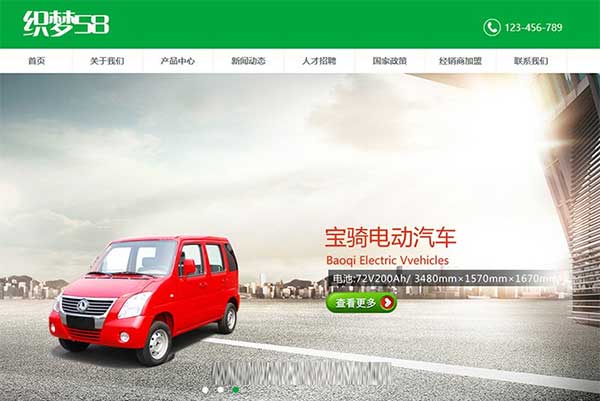 织梦58
123-456-789
首页 关于我们 产品中心 新闻动态 人才招聘 国家政策 经销商加盟 联系我们
宝骑电动汽车
Baoqi Electric Vvehicles
电池:72V200Ah/ 3480mm×1570mm×1670mm
查看更多